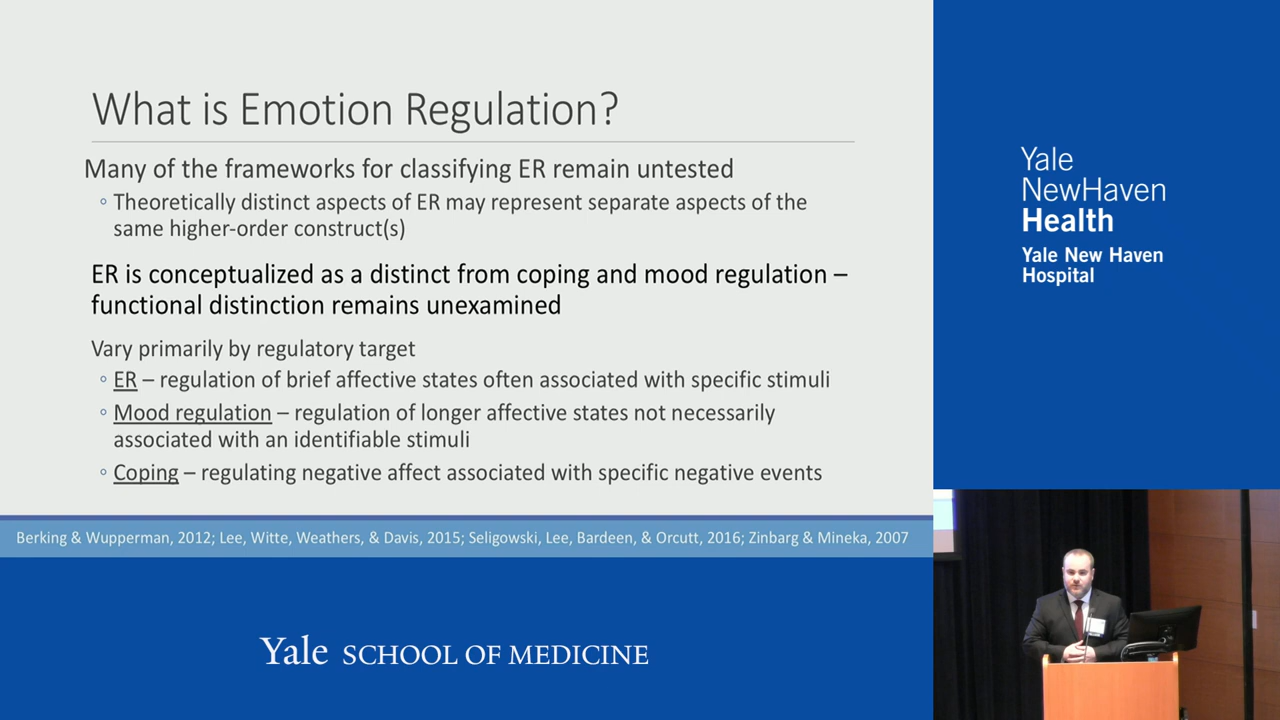 What is Emotion Regulation?
Many of the frameworks for classifying ER remain untested
◦ Theoretically distinct aspects of ER may represent separate aspects of the
same higher-order construct(s)
ER is conceptualized as a distinct from coping and mood regulation –
functional distinction remains unexamined
Vary primarily by regulatory target
◦ ER – regulation of brief affective states often associated with specific stimuli
◦ Mood regulation – regulation of longer affective states not necessarily
associated with an identifiable stimuli
◦ Coping – regulating negative affect associated with specific negative events
Berking & Wupperman, 2012; Lee, Witte, Weathers, & Davis, 2015; Seligowski, Lee, Bardeen, & Orcutt, 2016; Zinbarg & Mineka, 2007
Yale SCHOOL OF MEDICINE
Yale
NewHaven
Health
Yale New Haven
Hospital